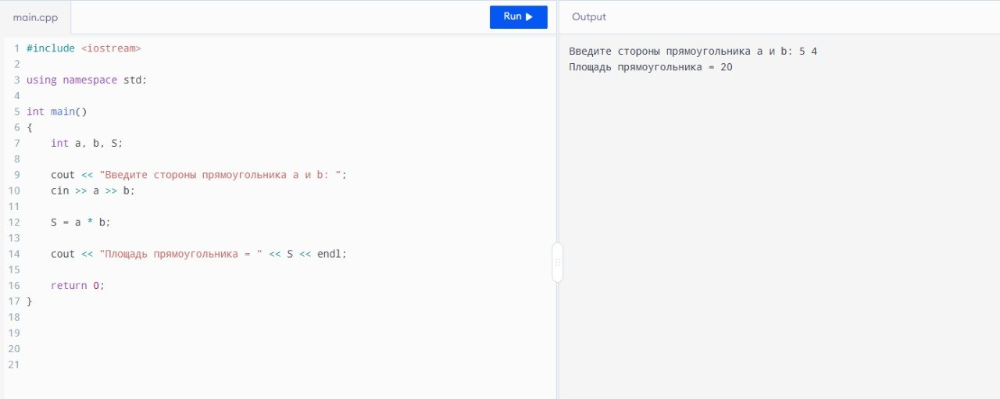 main.cpp
Run
Output
1 #include <iostream>
2
3 using namespace std;
4
5 int main()
6 {
7     int a, b, S;
8
9     cout << "Введите стороны прямоугольника a и b: ";
10     cin >> a >> b;
11
12     S = a * b;
13
14     cout << "Площадь прямоугольника = " << S << endl;
15
16     return 0;
17 }
18
19
20
21
Введите стороны прямоугольника a и b: 5 4
Площадь прямоугольника = 20